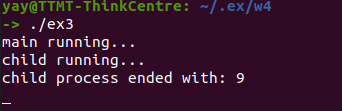 yay@TTMT-ThinkCentre: ~/.ex/w4
-> ./ex3
main running...
child running...
child process ended with: 9
_